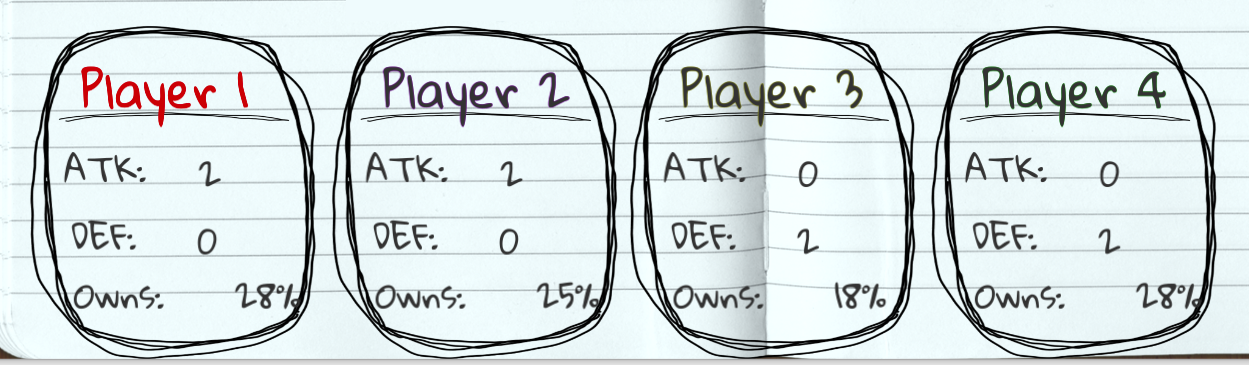 Player 1
ATK: 2
DEF: 0
Owns: 28%
Player 2
ATK: 2
DEF: 0
Owns: 25%
Player 3
ATK: 0
DEF: 2
Owns: 18%
Player 4
ATK: 0
DEF: 2
Owns: 28%